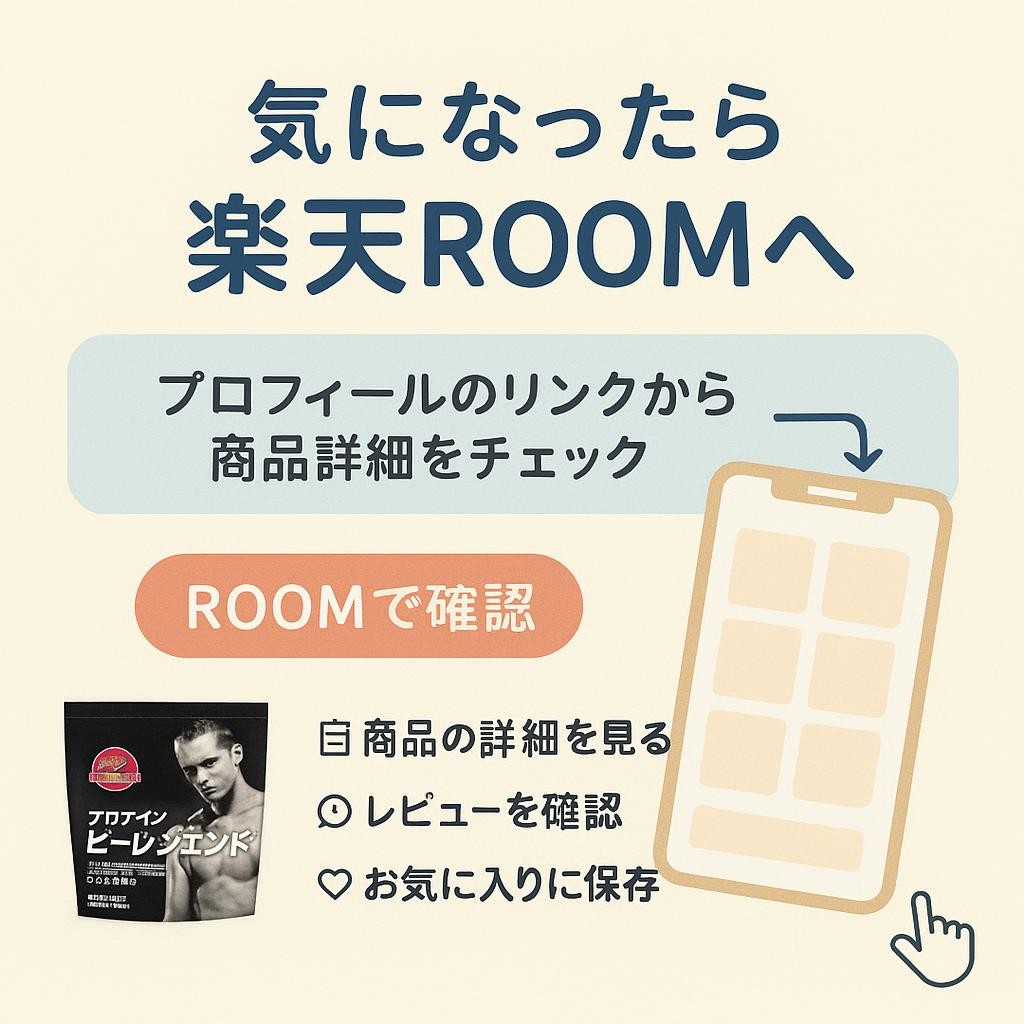 気になったら
楽天ROOMへ
プロフィールのリンクから
商品詳細をチェック
ROOMで確認
商品の詳細を見る
レビューを確認
お気に入りに保存
プロテイン
ビーレジェンド